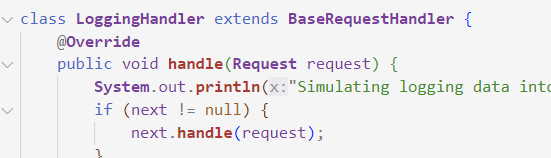 class LoggingHandler extends BaseRequestHandler {
@Override
public void handle(Request request) {
System.out.println( x: "Simulating logging data into
if (next != null) {
next.handle(request);
}